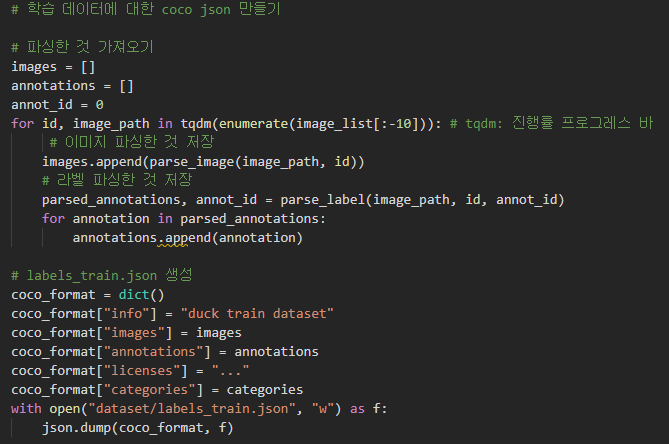 # 학습 데이터에 대한 coco json 만들기
# 파싱한 것 가져오기
images = []
annotations = []
annot_id = 0
for id, image_path in tqdm(enumerate(image_list[:-10])): # tqdm: 진행률 프로그레스 바
# 이미지 파싱한 것 저장
images.append(parse_image(image_path, id))
# 라벨 파싱한 것 저장
parsed_annotations, annot_id = parse_label(image_path, id, annot_id)
for annotation in parsed_annotations:
annotations.append(annotation)
# labels_train.json 생성
coco_format = dict()
coco_format["info"] = "duck train dataset"
coco_format["images"] = images
coco_format["annotations"] = annotations
coco_format["licenses"] = "..."
coco_format["categories"] = categories
with open("dataset/labels_train.json", "w") as f:
json.dump(coco_format, f)